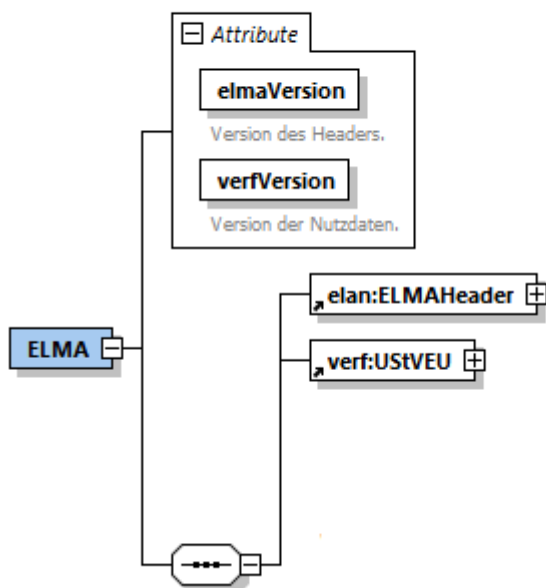 Attribute
elmaVersion
Version des Headers.
verfVersion
Version der Nutzdaten.
elan:ELMAHeader
ELMA
verf:UStVEU